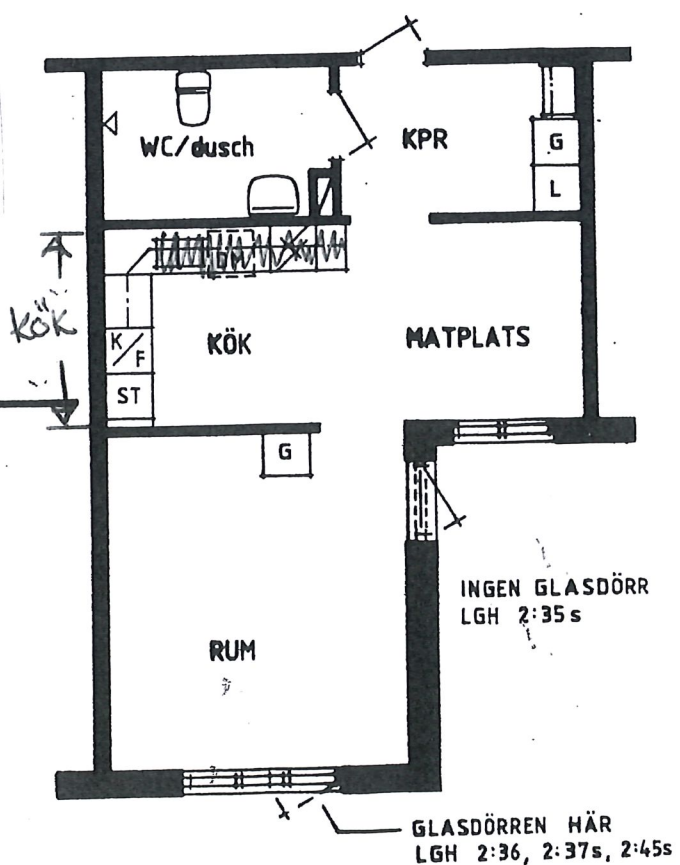 WC/dusch
KPR
G
L
KÖK
K/F
ST
KÖK
MATPLATS
G
RUM
INGEN GLASDÖRR
LGH 2:35s
GLASDÖRREN HÄR
LGH 2:36, 2:37s, 2:45s